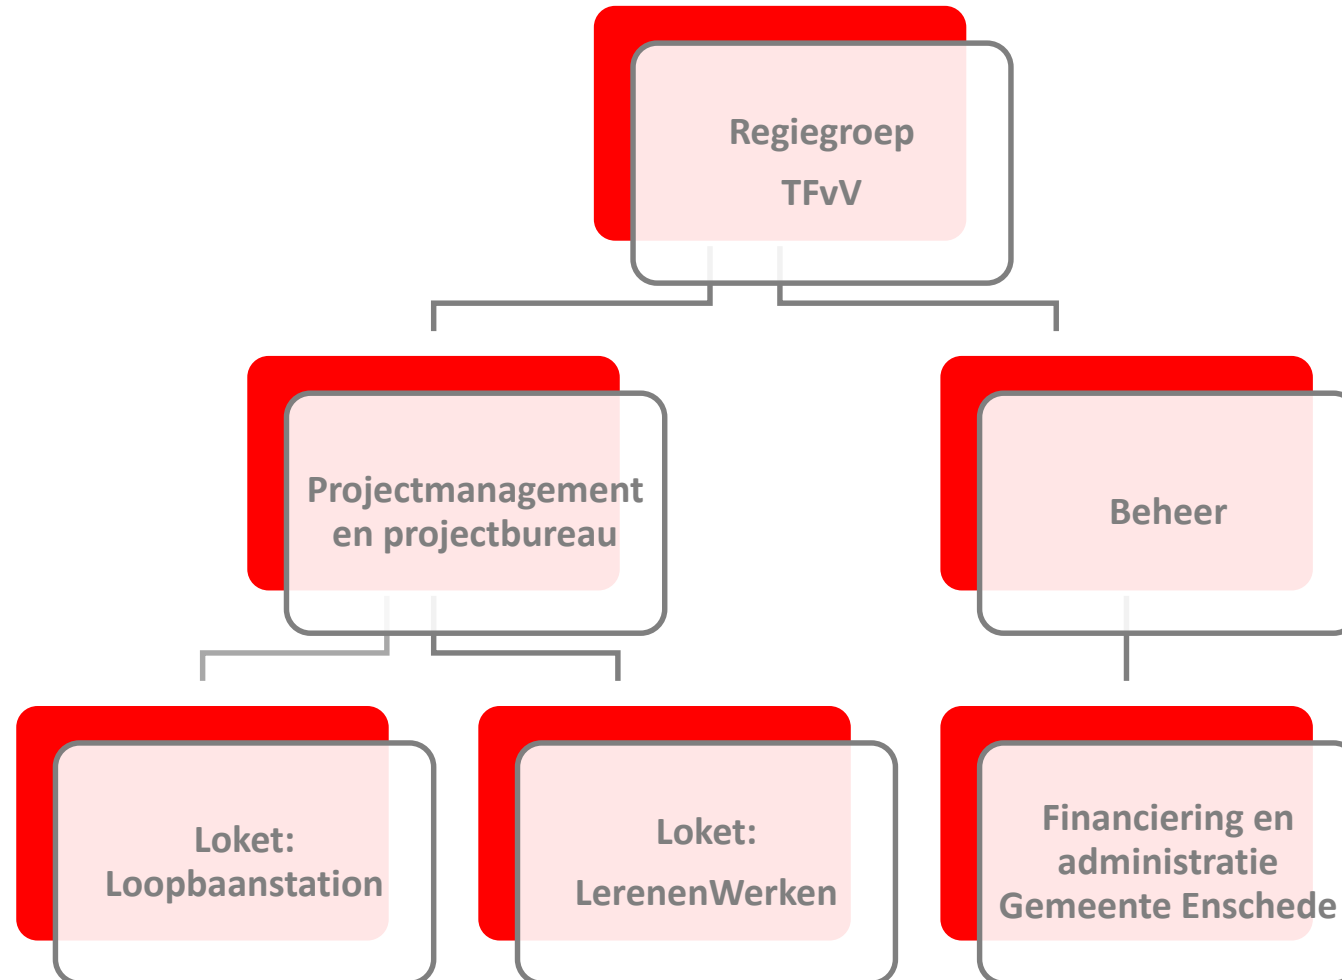 Regiegroep
TFvV
Projectmanagement
en projectbureau
Beheer
Loket:
Loopbaanstation
Loket:
LerenenWerken
Financiering en
administratie
Gemeente Enschede